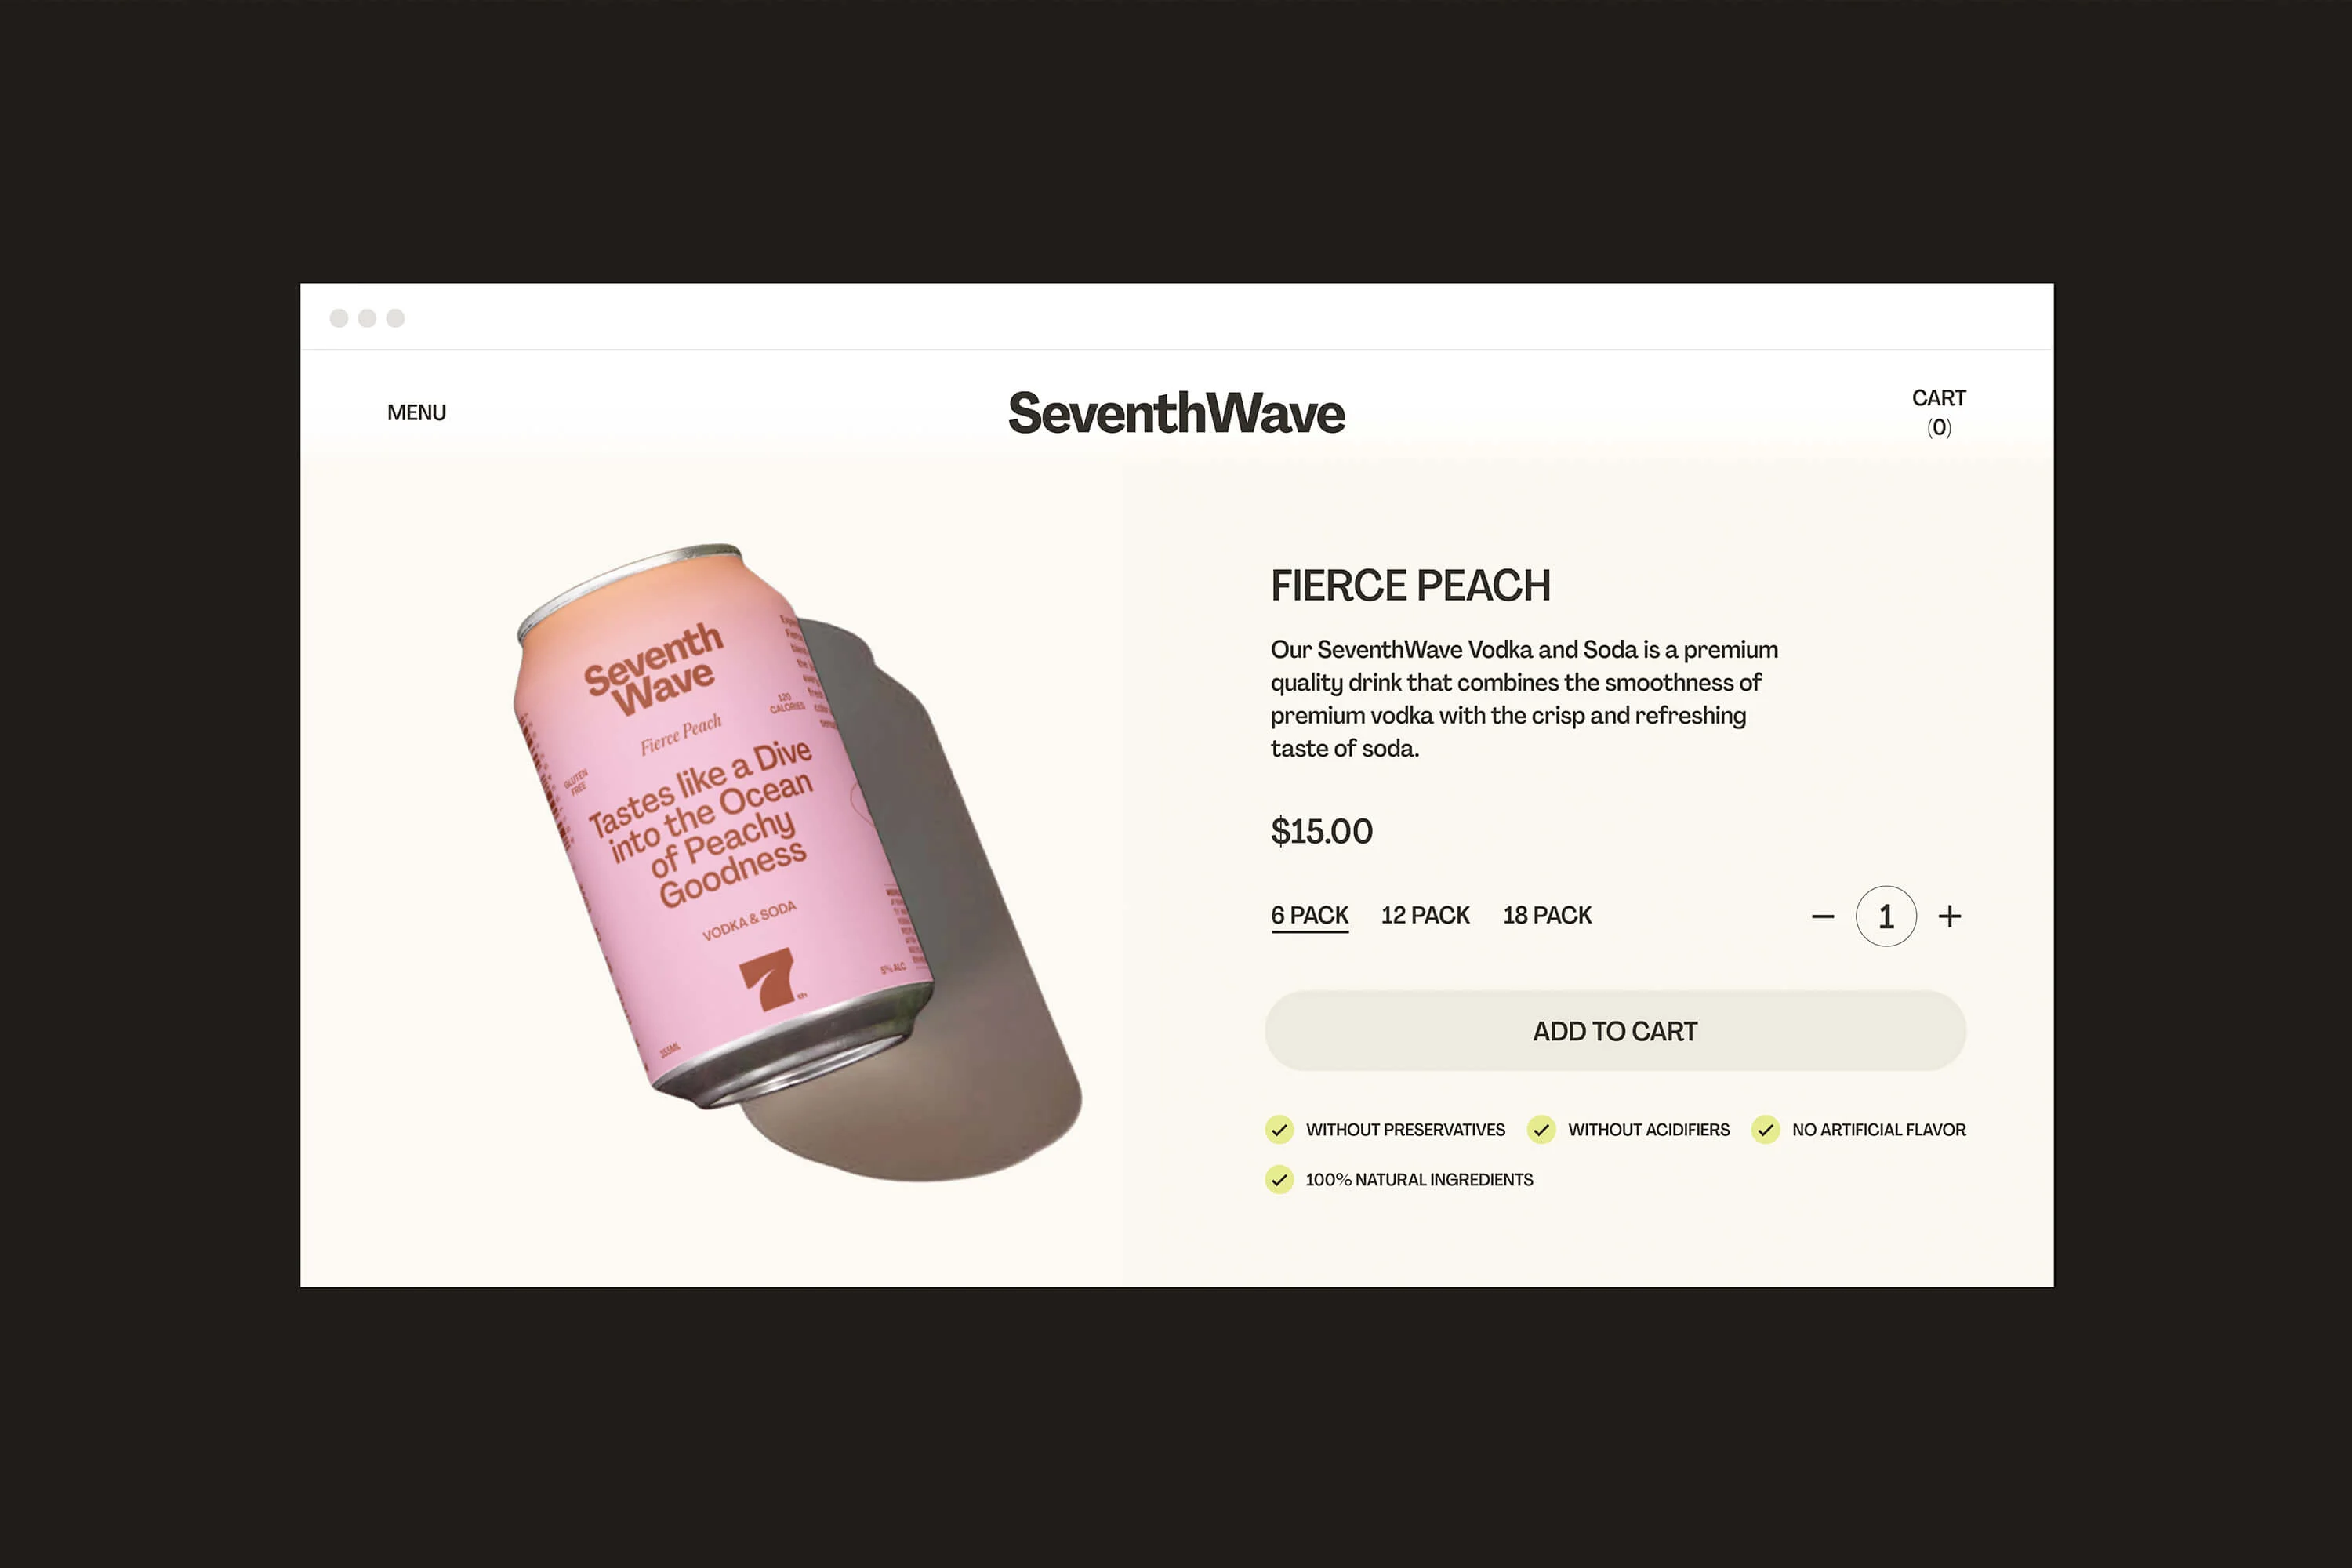 MENU
SeventhWave
CART
(0)
Seventh
Wave
Fierce Peach
120
CALORIES
GLUTEN
FREE
Tastes like a Dive
into the Ocean
of Peachy
Goodness
VODKA & SODA
7th
5% ALC
355ML
FIERCE PEACH
Our SeventhWave Vodka and Soda is a premium
quality drink that combines the smoothness of
premium vodka with the crisp and refreshing
taste of soda.
$15.00
6 PACK 12 PACK 18 PACK
− 1 +
ADD TO CART
WITHOUT PRESERVATIVES WITHOUT ACIDIFIERS NO ARTIFICIAL FLAVOR
100% NATURAL INGREDIENTS